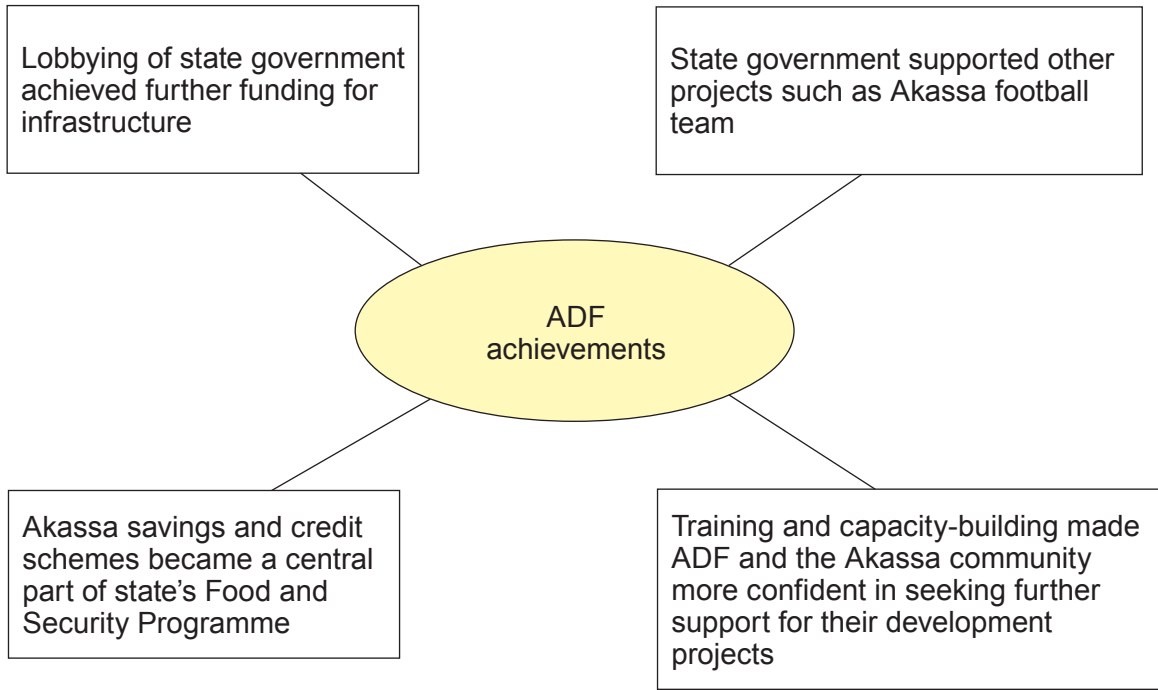 Lobbying of state government
achieved further funding for
infrastructure
State government supported other
projects such as Akassa football
team
ADF
achievements
Akassa savings and credit
schemes became a central
part of state's Food and
Security Programme
Training and capacity-building made
ADF and the Akassa community
more confident in seeking further
support for their development
projects